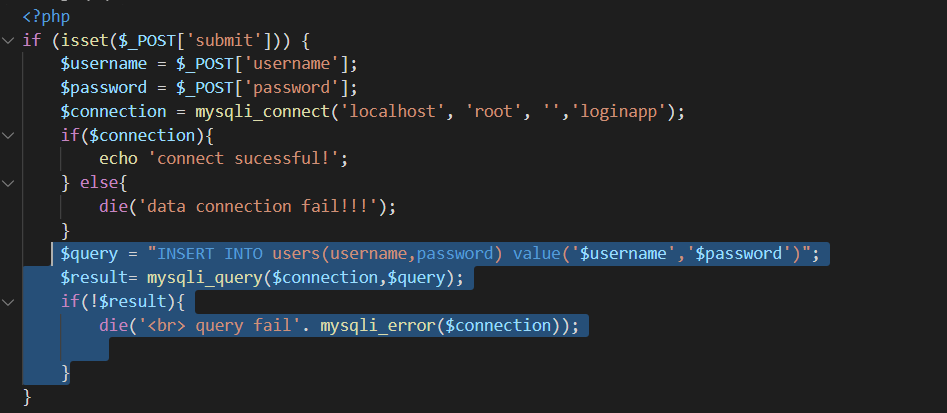 <?php
if (isset($_POST['submit'])) {
    $username = $_POST['username'];
    $password = $_POST['password'];
    $connection = mysqli_connect('localhost', 'root', '','loginapp');
    if($connection){
        echo 'connect sucessful!';
    } else{
        die('data connection fail!!!');
    }
    $query = "INSERT INTO users(username,password) value('$username','$password')";
    $result= mysqli_query($connection,$query);
    if(!$result){
        die('<br> query fail'. mysqli_error($connection));
    }
}